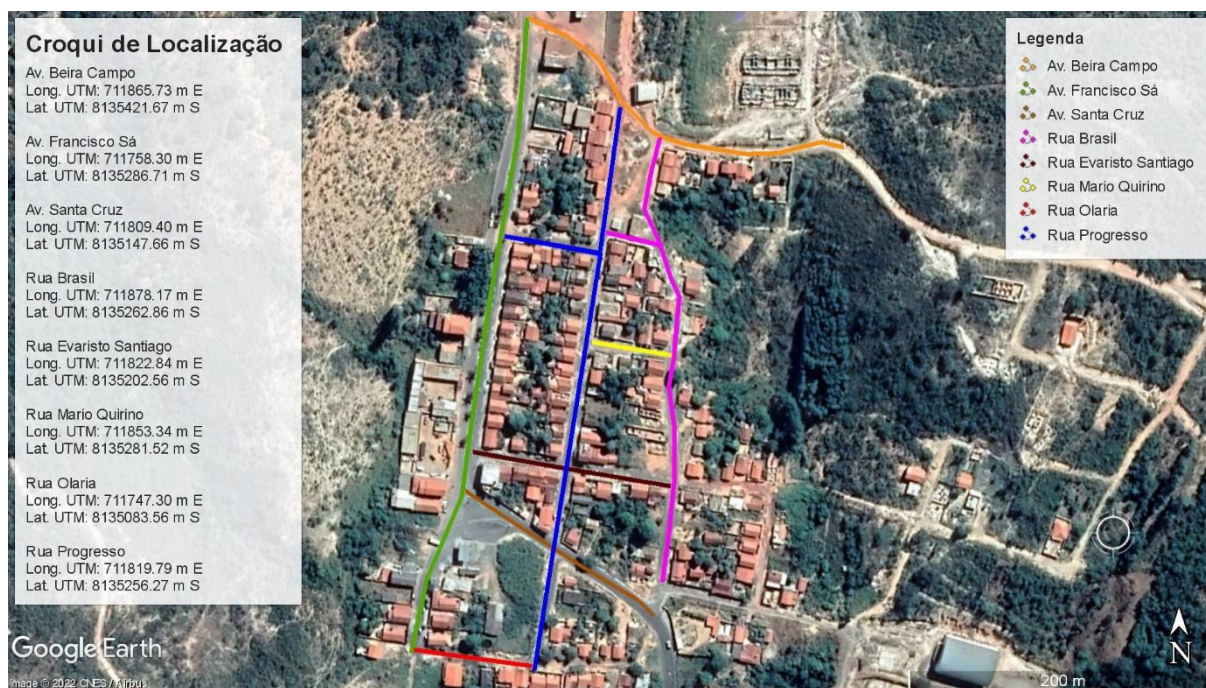 Croqui de Localização
Av. Beira Campo
Long. UTM: 711865.73 m E
Lat. UTM: 8135421.67 m S
Av. Francisco Sá
Long. UTM: 711758.30 m E
Lat. UTM: 8135286.71 m S
Av. Santa Cruz
Long. UTM: 711809.40 m E
Lat. UTM: 8135147.66 m S
Rua Brasil
Long. UTM: 711878.17 m E
Lat. UTM: 8135262.86 m S
Rua Evaristo Santiago
Long. UTM: 711822.84 m E
Lat. UTM: 8135202.56 m S
Rua Mario Quirino
Long. UTM: 711853.34 m E
Lat. UTM: 8135281.52 m S
Rua Olaria
Long. UTM: 711747.30 m E
Lat. UTM: 8135083.56 m S
Rua Progresso
Long. UTM: 711819.79 m E
Lat. UTM: 8135256.27 m S
Google Earth
Image © 2022 CNES / Airbus
Legenda
Av. Beira Campo
Av. Francisco Sá
Av. Santa Cruz
Rua Brasil
Rua Evaristo Santiago
Rua Mario Quirino
Rua Olaria
Rua Progresso
N
200 m